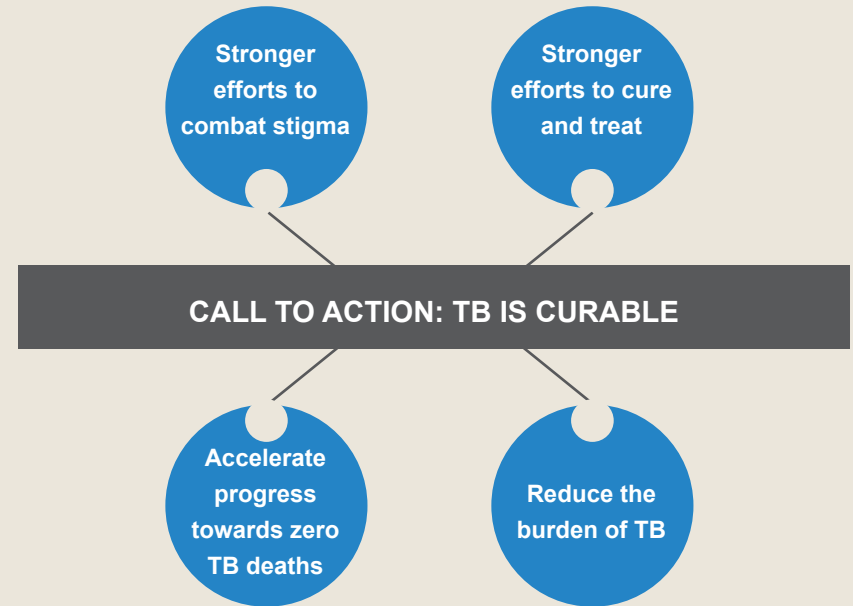 Stronger
efforts to
combat stigma
Stronger
efforts to cure
and treat
CALL TO ACTION: TB IS CURABLE
Accelerate
progress
towards zero
TB deaths
Reduce the
burden of TB